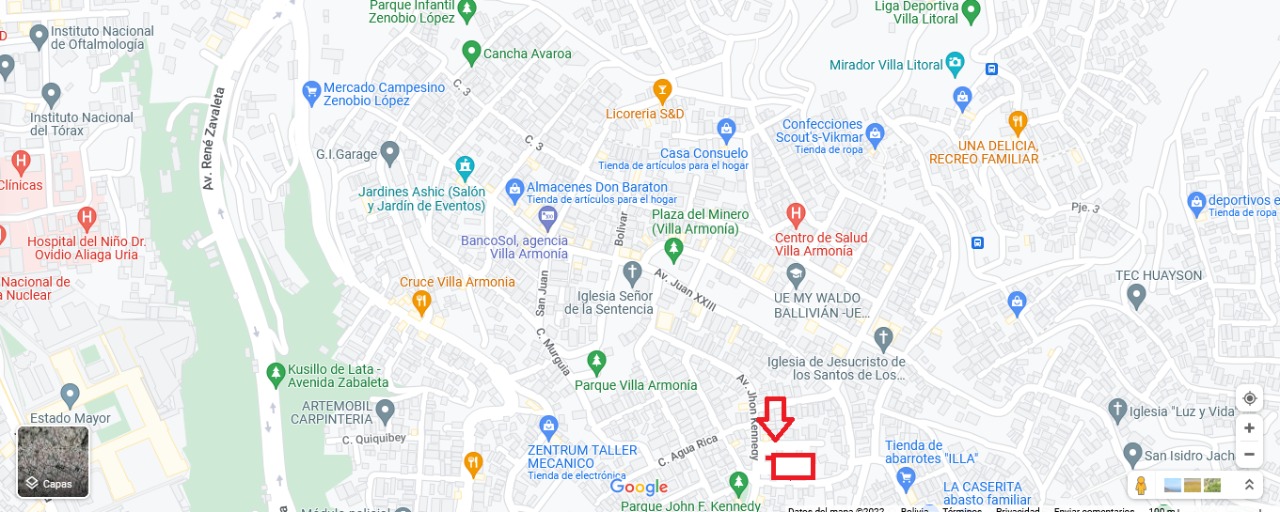 Parque Infantil
Zenobio López
Liga Deportiva
Villa Litoral
Instituto Nacional
de Oftalmología
Cancha Avaroa
Mirador Villa Litoral
C. 3
Mercado Campesino
Zenobio López
Av. René Zavaleta
Licoreria S&D
Instituto Nacional
del Tórax
Confecciones
Scout's-Vikmar
Tienda de ropa
C. 3
G.I.Garage
Casa Consuelo
Tienda de artículos para el hogar
UNA DELICIA,
RECREO FAMILIAR
Clínicas
Jardines Ashic (Salón
y Jardín de Eventos)
Almacenes Don Baraton
Tienda de artículos para el hogar
deportivos e
Tienda de ropa
Pje. 3
Plaza del Minero
(Villa Armonía)
Bolívar
Hospital del Niño Dr.
Ovidio Aliaga Uria
BancoSol, agencia
Villa Armonía
Centro de Salud
Villa Armonía
Nacional de
a Nuclear
Cruce Villa Armonia
San Juan
Av. Juan XXIII
TEC HUAYSON
Iglesia Señor
de la Sentencia
UE MY WALDO
BALLIVIÁN -UE...
C. Murguia
Kusillo de Lata -
Avenida Zabaleta
Parque Villa Armonía
Iglesia de Jesucristo de
los Santos de Los...
Av. Jhon Kennedy
Estado Mayor
ARTEMOBIL
CARPINTERIA
C. Quiquibey
Iglesia "Luz y Vida"
ZENTRUM TALLER
MECANICO
Tienda de electrónica
C. Agua Rica
Tienda de
abarrotes "ILLA"
San Isidro Jach
Capas
Google
LA CASERITA
abasto familiar
Parque John F. Kennedy
Módulo policial
Datos del mapa ©2022 Bolivia Términos Privacidad Enviar comentarios 100 m